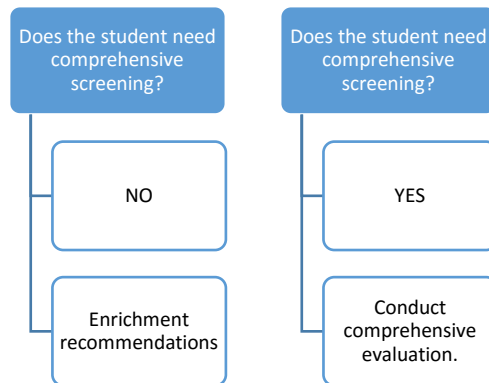 Does the student need
comprehensive
screening?
NO
Enrichment
recommendations
Does the student need
comprehensive
screening?
YES
Conduct
comprehensive
evaluation.